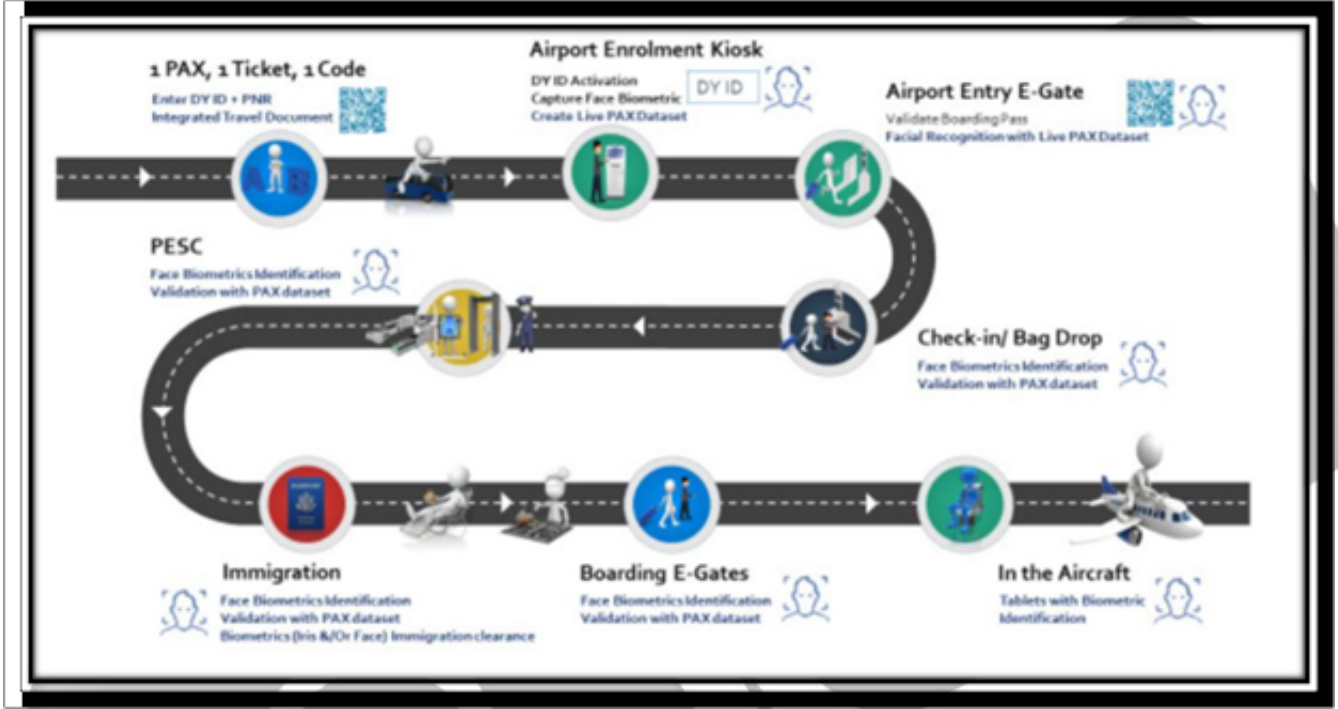 1 PAX, 1 Ticket, 1 Code
Enter DY ID + PNR
Integrated Travel Document
Airport Enrolment Kiosk
DY ID Activation
Capture Face Biometric
Create Live PAX Dataset
DY ID
Airport Entry E-Gate
Validate Boarding Pass
Facial Recognition with Live PAX Dataset
A B
PESC
Face Biometrics Identification
Validation with PAX dataset
Check-in/ Bag Drop
Face Biometrics Identification
Validation with PAX dataset
PASSPORT
Immigration
Face Biometrics Identification
Validation with PAX dataset
Biometrics (Iris &/Or Face) Immigration clearance
Boarding E-Gates
Face Biometrics Identification
Validation with PAX dataset
In the Aircraft
Tablets with Biometric
Identification